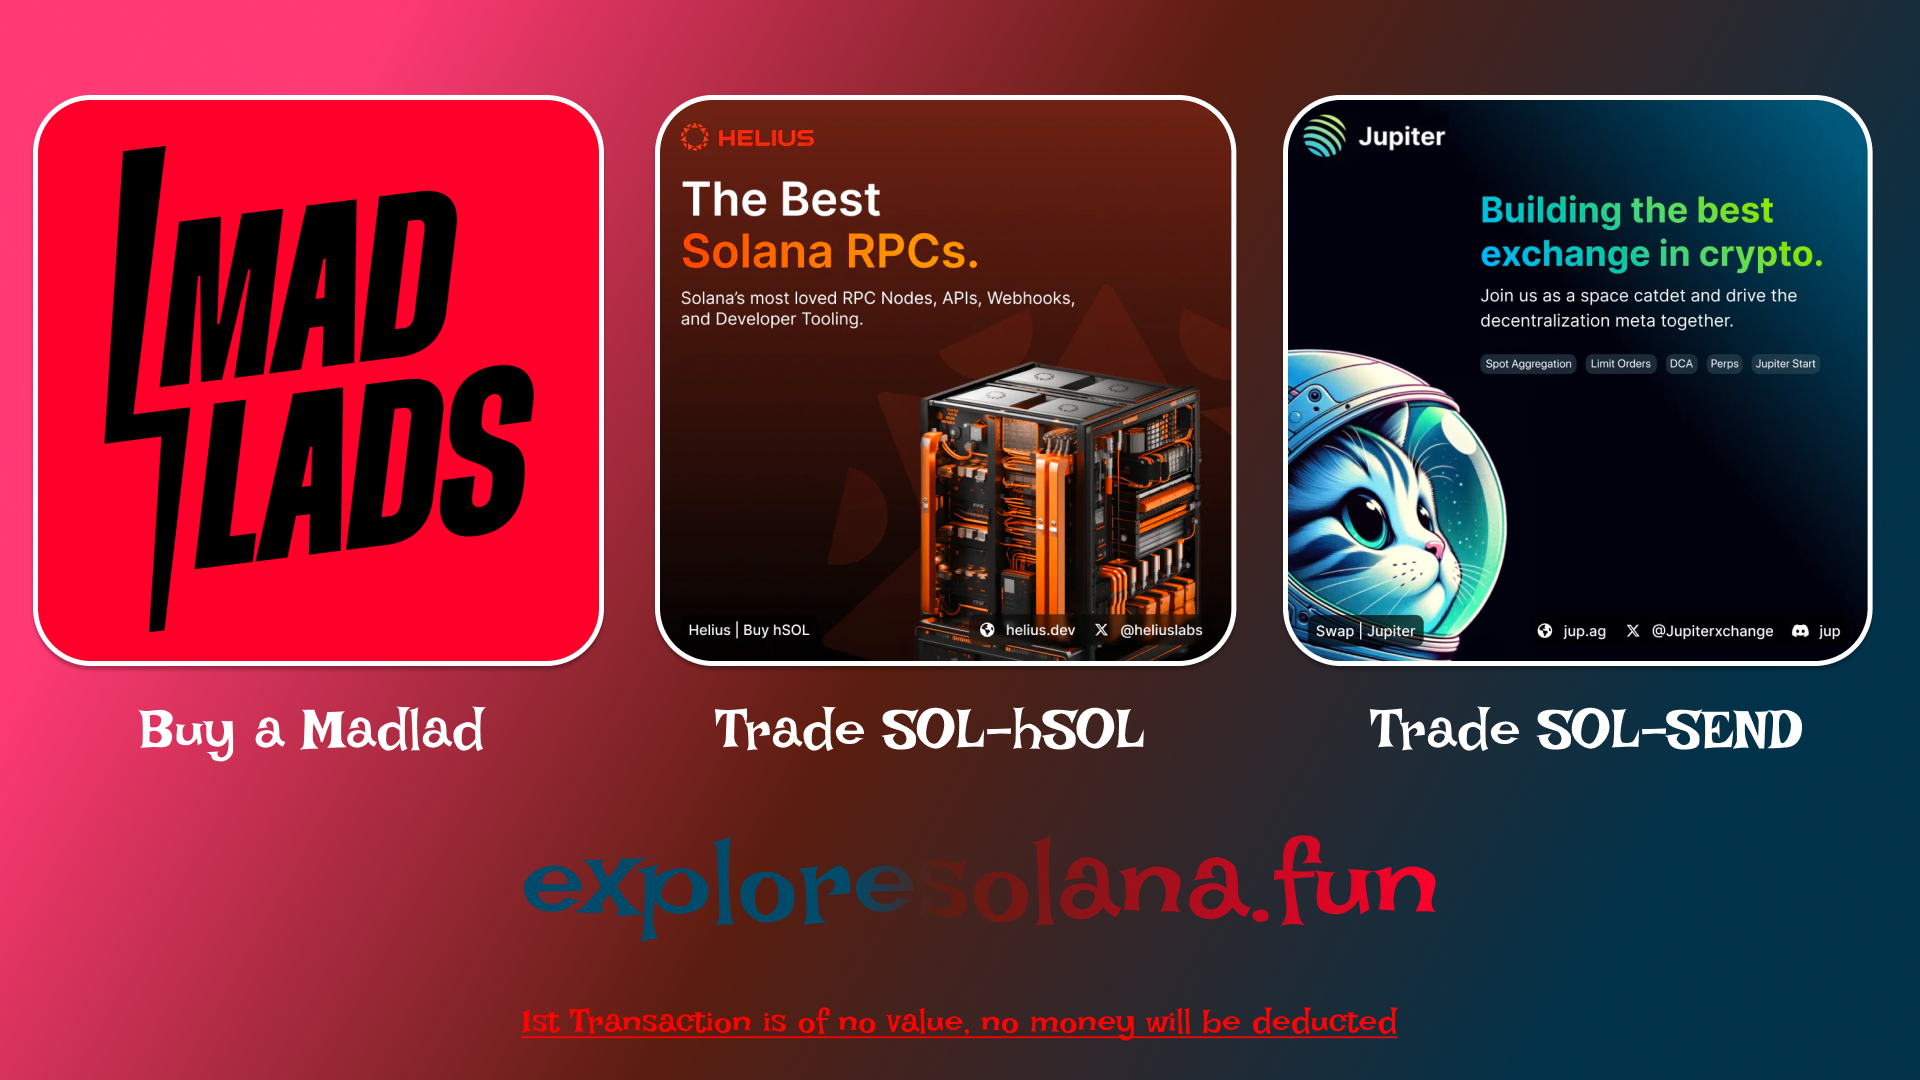 MAD
LADS
HELIUS
The Best
Solana RPCs.
Solana's most loved RPC Nodes, APIs, Webhooks,
and Developer Tooling.
Helius | Buy hSOL
helius.dev
@heliuslabs
Jupiter
Building the best
exchange in crypto.
Join us as a space catdet and drive the
decentralization meta together.
Spot Aggregation Limit Orders DCA Perps Jupiter Start
Swap | Jupiter
jup.ag
@Jupiterxchange
jup
Buy a Madlad
Trade SOL-hSOL
Trade SOL-SEND
exploresolana.fun
1st Transaction is of no value, no money will be deducted